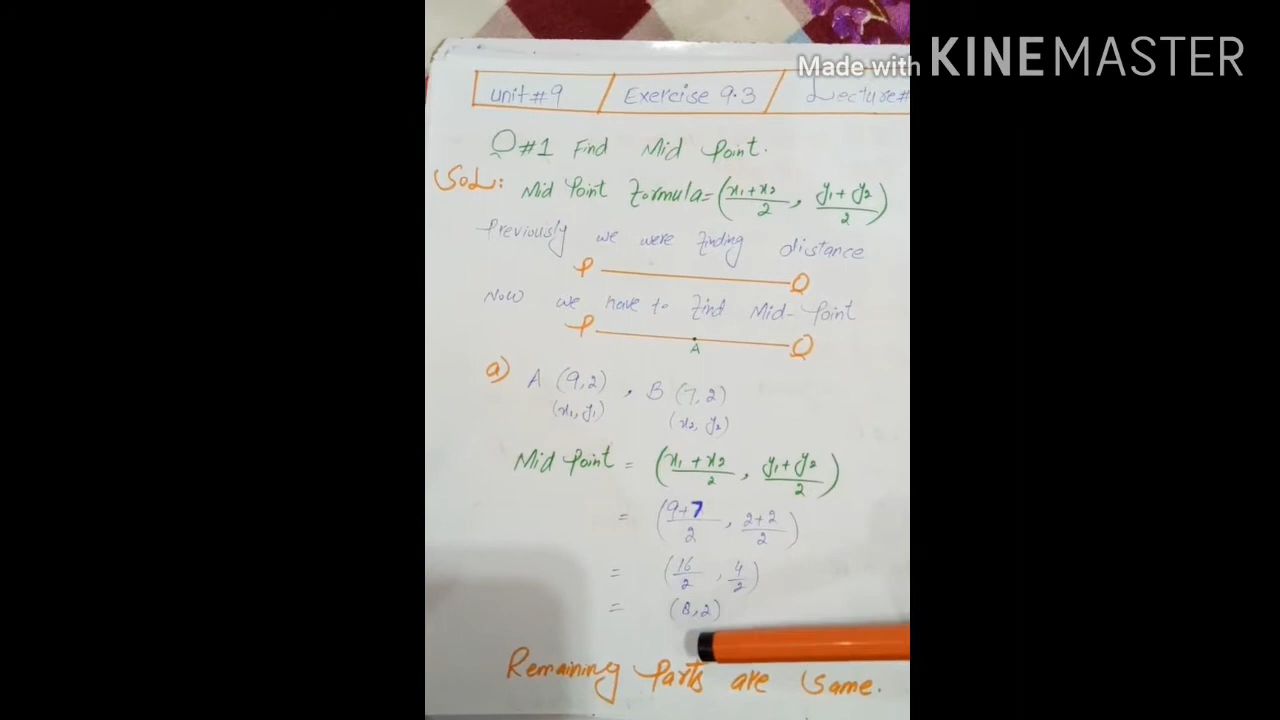 Made with KINEMASTER
unit #9 / Exercise 9.3 / Lecture#
Q#1 Find Mid Point.
Sol: Mid Point Formula = (x₁+x₂/2, y₁+y₂/2)
Previously we were finding distance
P Q
Now we have to find Mid-Point
P Q
A
a) A (9,2) , B (7,2)
(x₁, y₁) (x₂, y₂)
Mid Point = (x₁+x₂/2, y₁+y₂/2)
= (9+7/2, 2+2/2)
= (16/2, 4/2)
= (8,2)
Remaining Parts are Same.